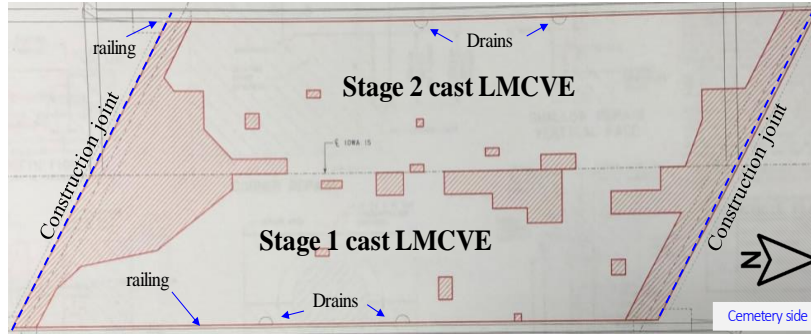 railing
Drains
Construction joint
Stage 2 cast LMCVE
℄ IOWA 15
Construction joint
Stage 1 cast LMCVE
N
railing
Drains
Cemetery side